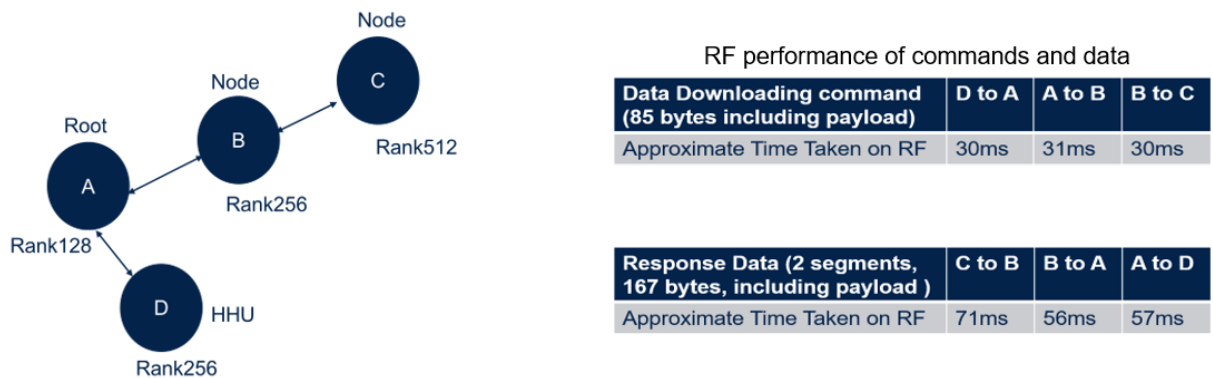 Node
C
Rank512
Node
B
Rank256
Root
A
Rank128
D
HHU
Rank256
RF performance of commands and data
Data Downloading command (85 bytes including payload) D to A A to B B to C
Approximate Time Taken on RF 30ms 31ms 30ms
Response Data (2 segments, 167 bytes, including payload ) C to B B to A A to D
Approximate Time Taken on RF 71ms 56ms 57ms